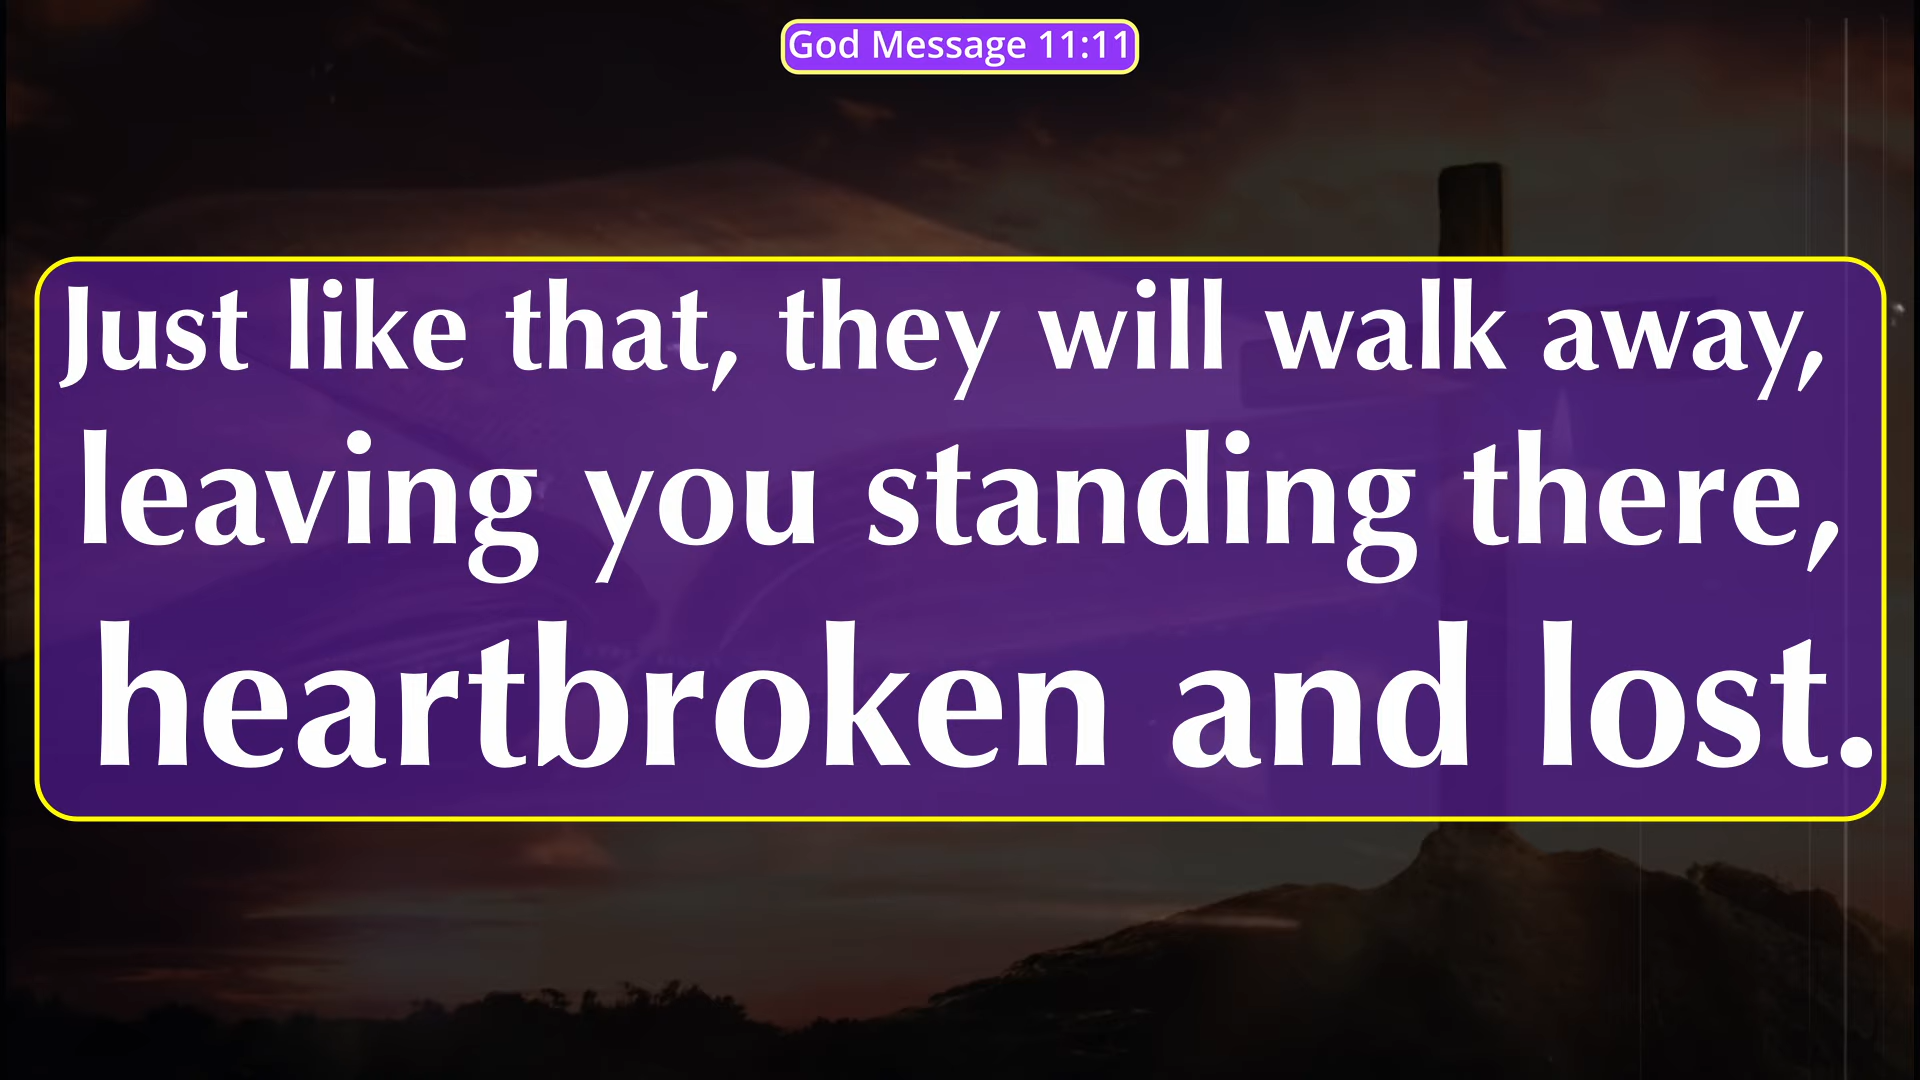 God Message 11:11
Just like that, they will walk away,
leaving you standing there,
heartbroken and lost.